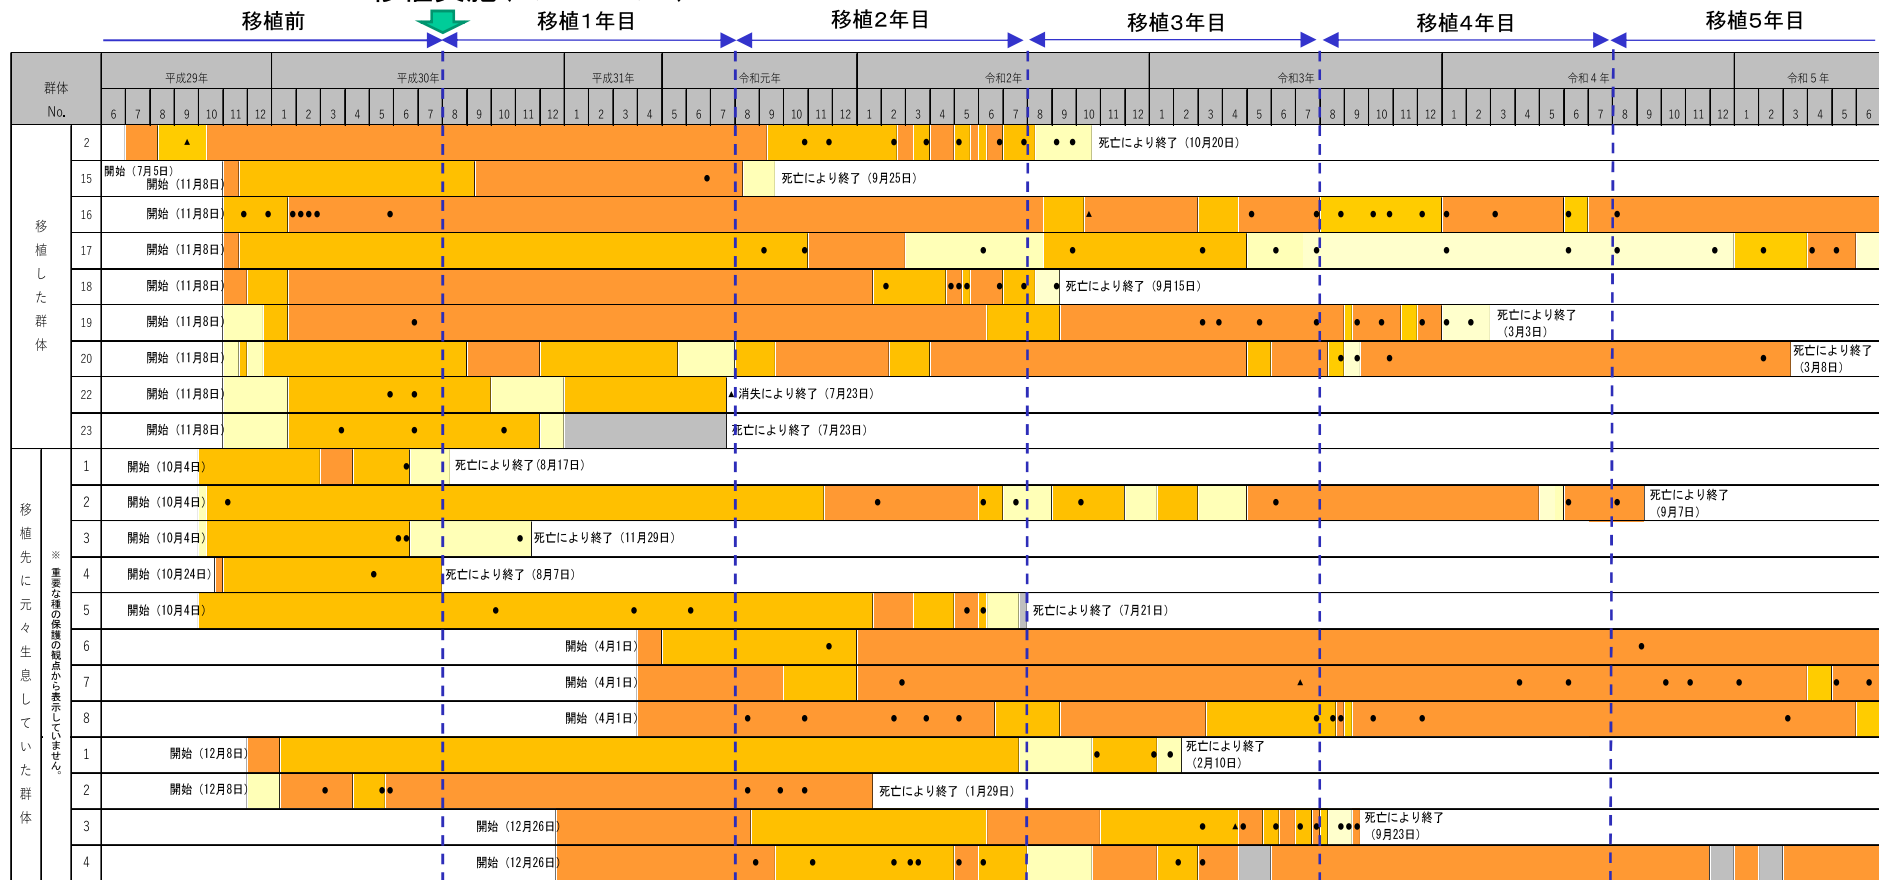 移植前 移植1年目 移植2年目 移植3年目 移植4年目 移植5年目
群体
No.
平成29年 平成30年 平成31年 令和元年 令和2年 令和3年 令和4年 令和5年
6 7 8 9 10 11 12 1 2 3 4 5 6 7 8 9 10 11 12 1 2 3 4 5 6 7 8 9 10 11 12 1 2 3 4 5 6 7 8 9 10 11 12 1 2 3 4 5 6 7 8 9 10 11 12 1 2 3 4 5 6 7 8 9 10 11 12 1 2 3 4 5 6
移植した群体
2 死亡により終了（10月20日）
開始（7月5日）
15 開始（11月8日） 死亡により終了（9月25日）
16 開始（11月8日）
17 開始（11月8日）
18 開始（11月8日） 死亡により終了（9月15日）
19 開始（11月8日） 死亡により終了
（3月3日）
20 開始（11月8日） 死亡により終了
（3月8日）
22 開始（11月8日） 消失により終了（7月23日）
23 開始（11月8日） 死亡により終了（7月23日）
移植先に元々生息していた群体
※ 重要な種の保護の観点から表示していません。
1 開始（10月4日） 死亡により終了(8月17日）
2 開始（10月4日） 死亡により終了
（9月7日）
3 開始（10月4日） 死亡により終了（11月29日）
4 開始（10月24日） 死亡により終了（8月7日）
5 開始（10月4日） 死亡により終了（7月21日）
6 開始（4月1日）
7 開始（4月1日）
8 開始（4月1日）
1 開始（12月8日） 死亡により終了
（2月10日）
2 開始（12月8日） 死亡により終了（1月29日）
3 開始（12月26日） 死亡により終了
（9月23日）
4 開始（12月26日）